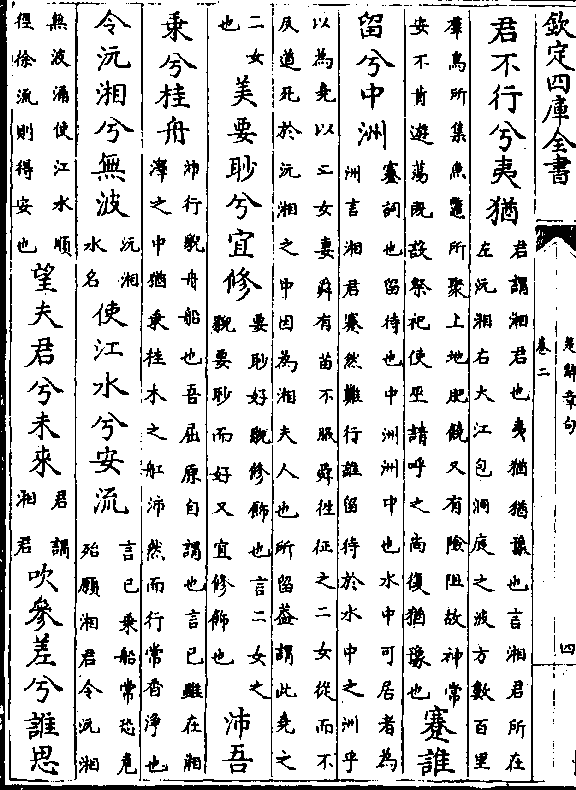 欽定四庫全書
楚辭章句
卷二
四
君不行兮夷猶
君謂湘君也夷猶猶豫也言湘君所在
左沅湘右大江包洞庭之波方數百里
羣鳥所集魚鼈所聚土地肥饒又有險阻故神常
安不肯遊蕩既設祭祀使巫請呼之尚復猶豫也
蹇誰
留兮中洲
蹇詞也留待也中洲洲中也水中可居者為
洲言湘君蹇然難行誰留待於水中之洲乎
以為堯以二女妻舜有苗不服舜徃征之二女從而不
反道死於沅湘之中因為湘夫人也所留葢謂此堯之
二女
也
美要眇兮宜修
要眇好貌修飾也言二女之
貌要眇而好又宜修飾也
沛吾
乘兮桂舟
沛行貌舟船也吾屈原自謂也言己雖在湘
澤之中猶乘桂木之舡沛然而行常香淨也
令沅湘兮無波
沅湘
水名
使江水兮安流
言己乘船常恐危
殆願湘君令沅湘
無波涌使江水順
徑徐流則得安也
望夫君兮未來
君謂
湘君
吹參差兮誰思